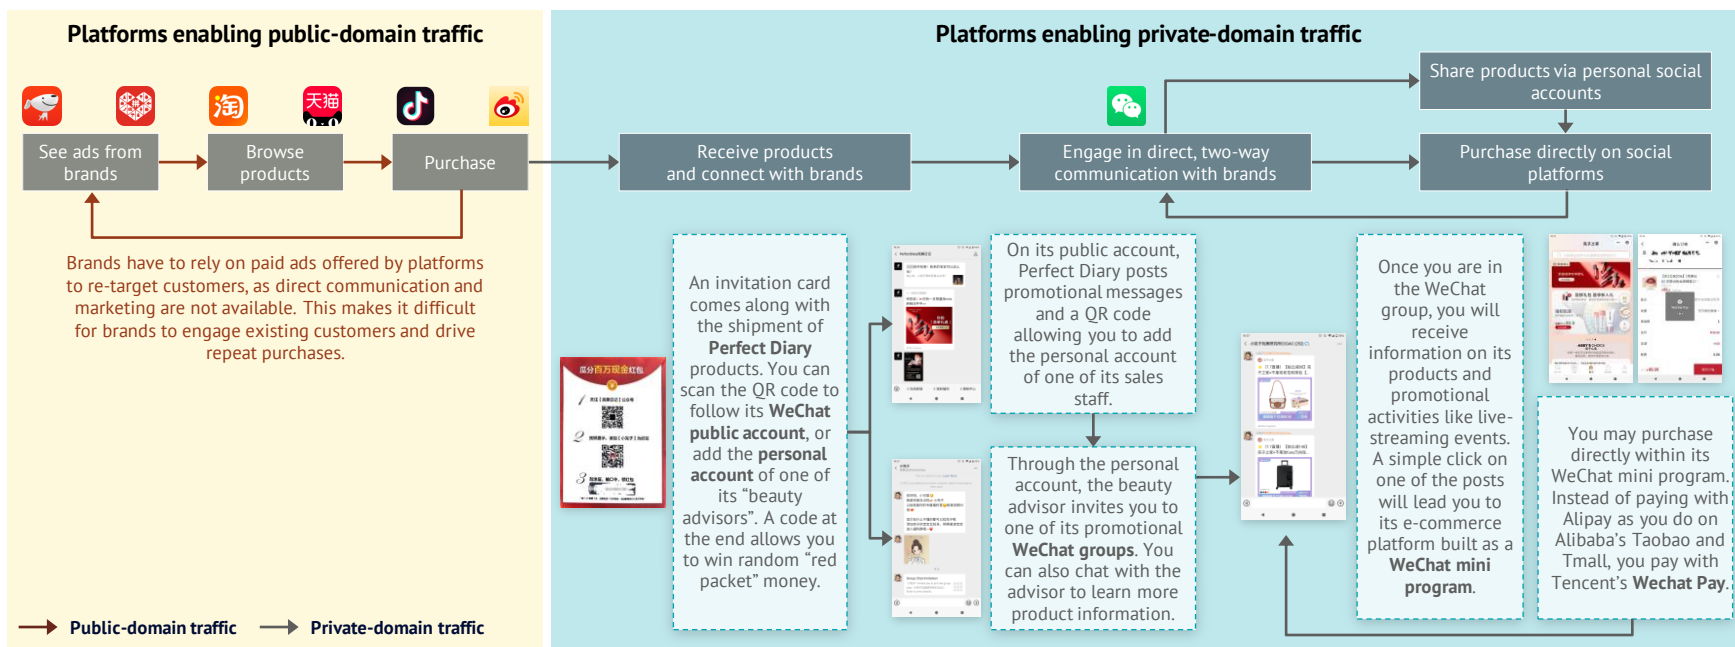 Platforms enabling public-domain traffic
天猫
淘
See ads from
brands
Browse
products
Purchase
Brands have to rely on paid ads offered by platforms
to re-target customers, as direct communication and
marketing are not available. This makes it difficult
for brands to engage existing customers and drive
repeat purchases.
Public-domain traffic
Private-domain traffic
Platforms enabling private-domain traffic
Share products via personal social
accounts
Receive products
and connect with brands
Engage in direct, two-way
communication with brands
Purchase directly on social
platforms
瓜分百万现金红包
1
2
3
An invitation card
comes along with
the shipment of
Perfect Diary
products. You can
scan the QR code to
follow its WeChat
public account, or
add the personal
account of one of
its “beauty
advisors”. A code at
the end allows you
to win random “red
packet” money.
On its public account,
Perfect Diary posts
promotional messages
and a QR code
allowing you to add
the personal account
of one of its sales
staff.
Through the personal
account, the beauty
advisor invites you to
one of its promotional
WeChat groups. You
can also chat with the
advisor to learn more
product information.
Once you are in
the WeChat
group, you will
receive
information on its
products and
promotional
activities like live-
streaming events.
A simple click on
one of the posts
will lead you to
its e-commerce
platform built as a
WeChat mini
program.
You may purchase
directly within its
WeChat mini program.
Instead of paying with
Alipay as you do on
Alibaba’s Taobao and
Tmall, you pay with
Tencent’s Wechat Pay.